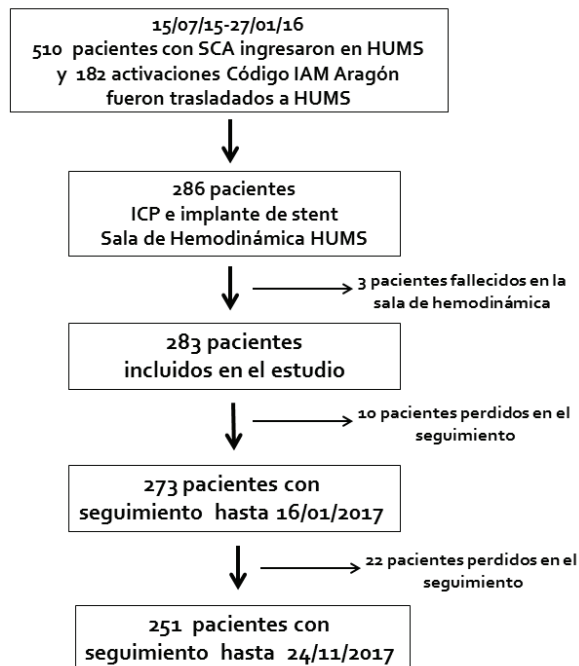 15/07/15-27/01/16
510 pacientes con SCA ingresaron en HUMS
y 182 activaciones Código IAM Aragón
fueron trasladados a HUMS
286 pacientes
ICP e implante de stent
Sala de Hemodinámica HUMS
3 pacientes fallecidos en la
sala de hemodinámica
283 pacientes
incluidos en el estudio
10 pacientes perdidos en el
seguimiento
273 pacientes con
seguimiento hasta 16/01/2017
22 pacientes perdidos en el
seguimiento
251 pacientes con
seguimiento hasta 24/11/2017